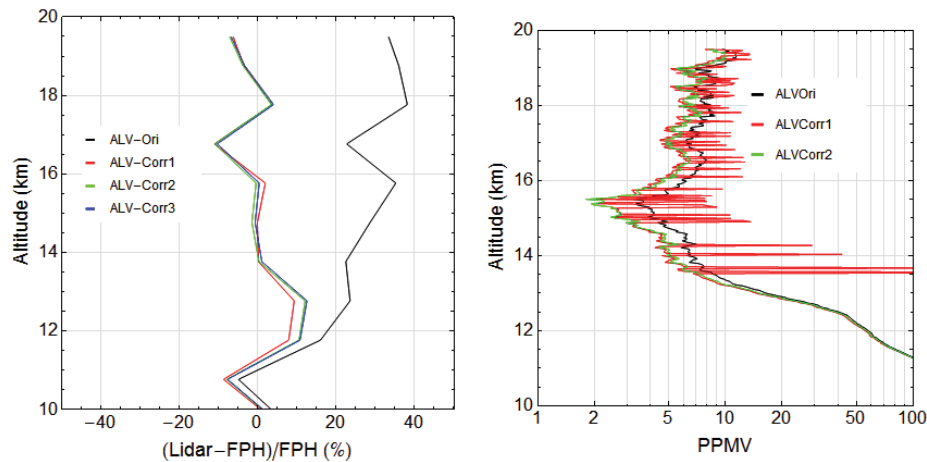 20
18
16
14
12
10
Altitude (km)
ALV−Ori
ALV−Corr1
ALV−Corr2
ALV−Corr3
−40
−20
0
20
40
(Lidar−FPH)/FPH (%)
20
18
16
14
12
10
Altitude (km)
ALVOri
ALVCorr1
ALVCorr2
1
2
5
10
20
50
100
PPMV